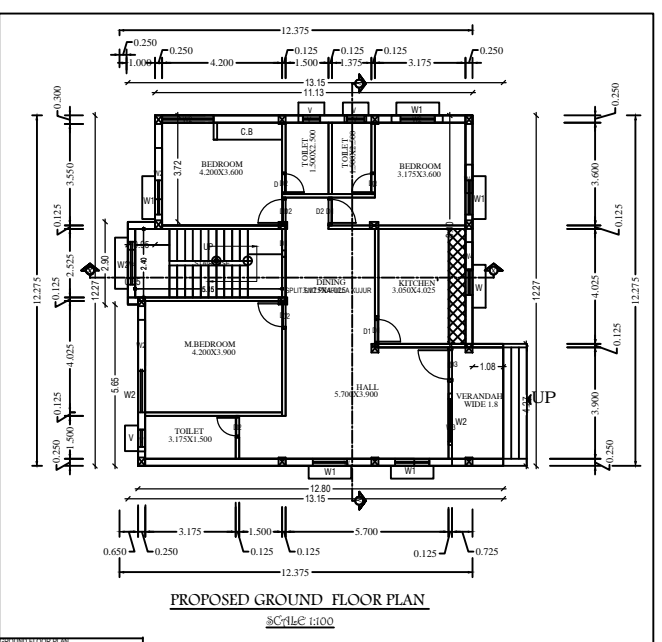 12.375
0.250
0.250 0.125 0.125 0.125 0.250
1.000 4.200 1.500 1.375 3.175
13.15
11.13
0.300
3.550
0.125
2.525
0.125
4.025
0.125
1.500
0.250
12.275
12.27
2.90
5.65
V V W1
C.B
BEDROOM
4.200X3.600
TOILET
1.500X2.500
TOILET
BEDROOM
3.175X3.600
3.72
W1
W1
D2 D2
UP
2.40
DINING
KITCHEN
3.050X4.025
W
D1
M.BEDROOM
4.200X3.900
HALL
5.700X3.900
VERANDAH
WIDE 1.8
1.08
UP
W2
W2
TOILET
3.175X1.500
V
W1 W1
0.250
3.600
0.125
4.025
0.125
3.900
0.250
12.27
12.275
12.80
13.15
3.175 1.500 5.700
0.650 0.250 0.125 0.125 0.125 0.725
12.375
PROPOSED GROUND FLOOR PLAN
SCALE 1:100